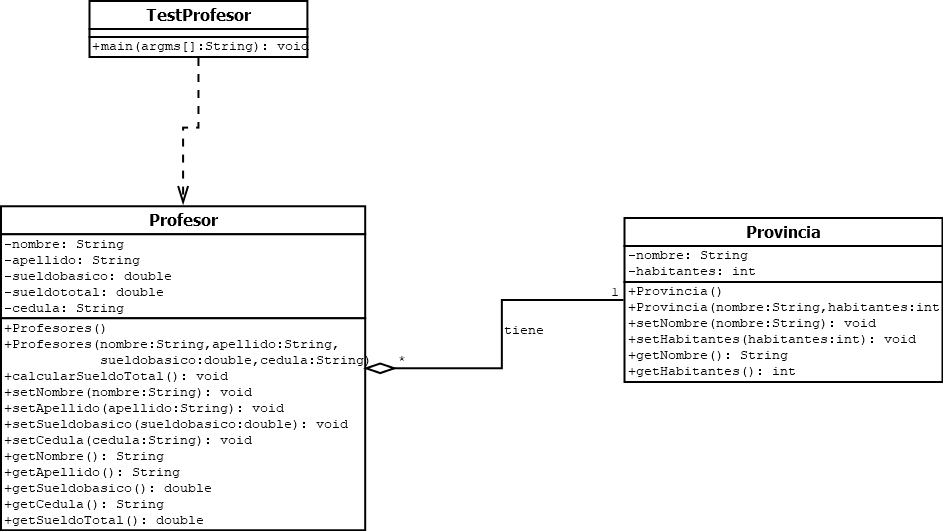 TestProfesor
+main(argms[]:String): void
Profesor
-nombre: String
-apellido: String
-sueldobasico: double
-sueldototal: double
-cedula: String
+Profesores()
+Profesores(nombre:String,apellido:String,
sueldobasico:double,cedula:String)
+calcularSueldoTotal(): void
+setNombre(nombre:String): void
+setApellido(apellido:String): void
+setSueldobasico(sueldobasico:double): void
+setCedula(cedula:String): void
+getNombre(): String
+getApellido(): String
+getSueldobasico(): double
+getCedula(): String
+getSueldoTotal(): double
*
tiene
1
Provincia
-nombre: String
-habitantes: int
+Provincia()
+Provincia(nombre:String,habitantes:int
+setNombre(nombre:String): void
+setHabitantes(habitantes:int): void
+getNombre(): String
+getHabitantes(): int